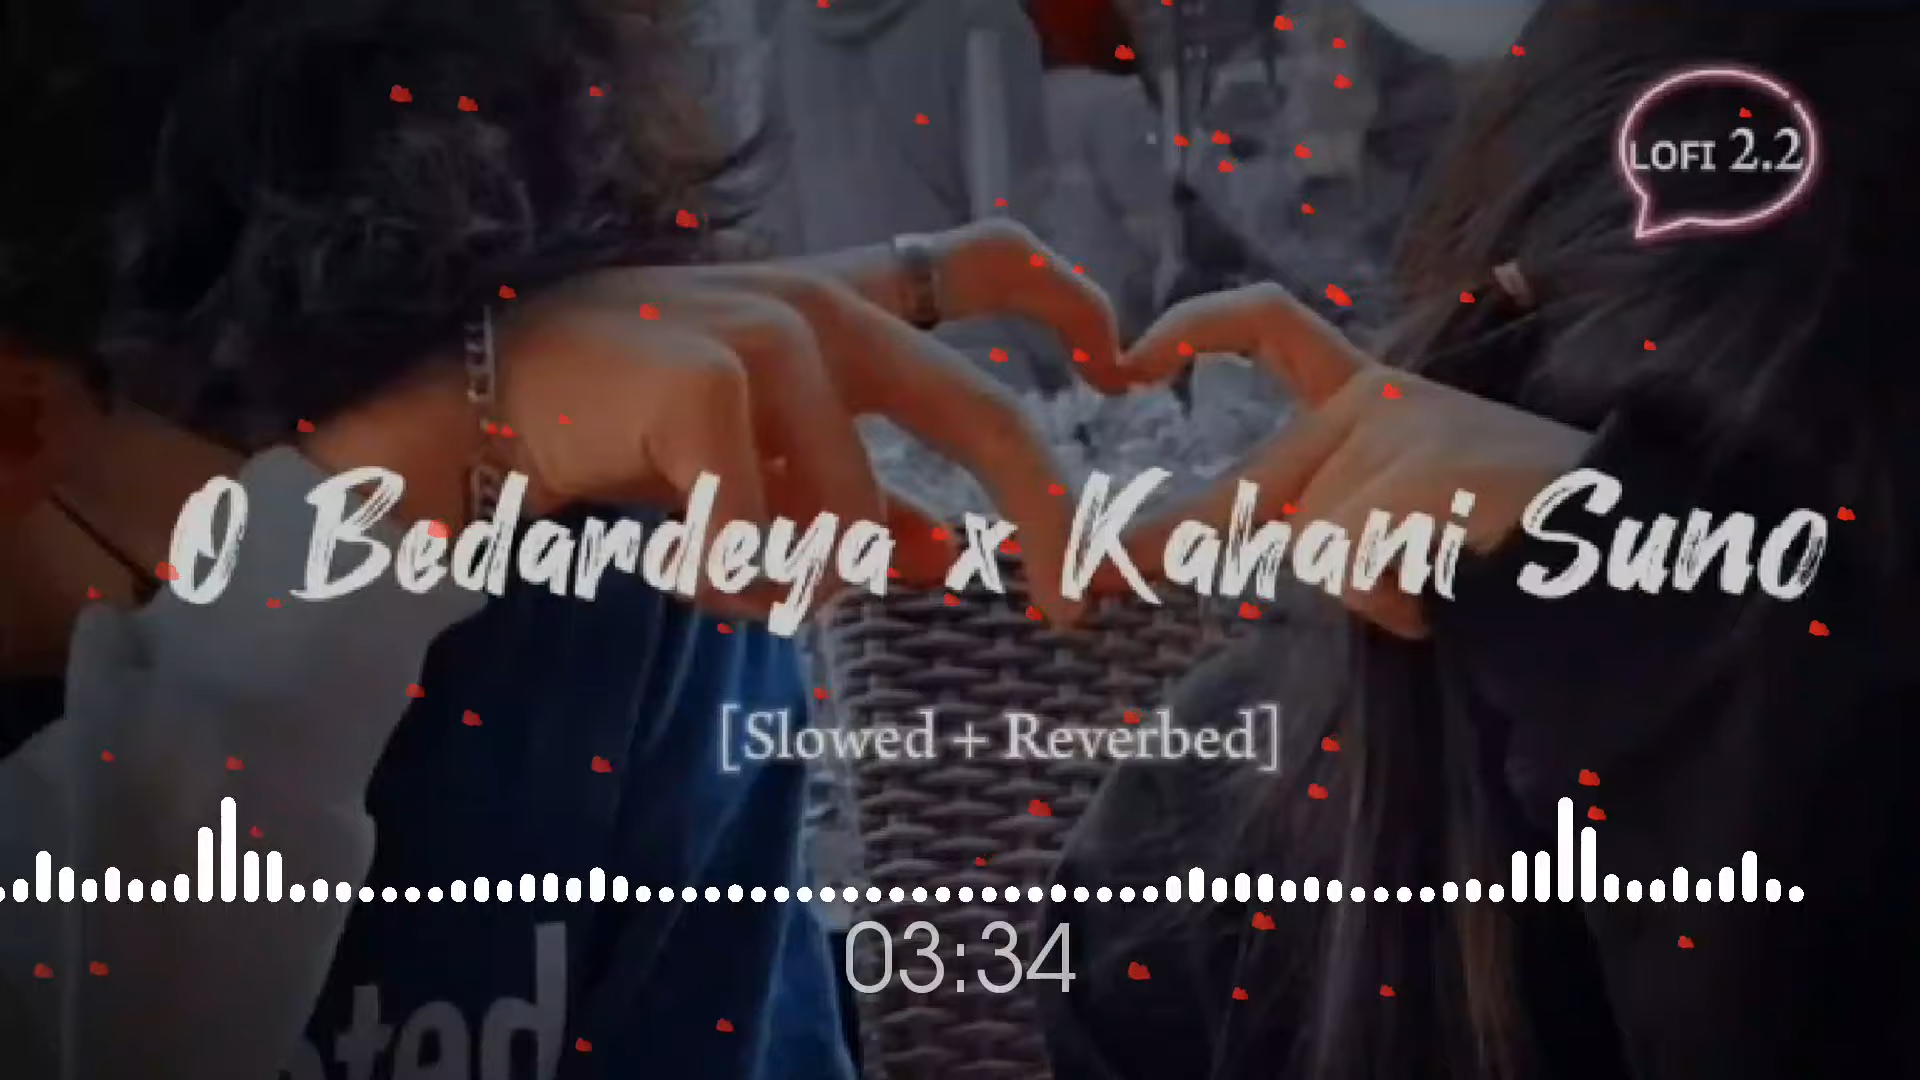 LOFI 2.2
O Bedardeya x Kahani Suno
[Slowed + Reverbed]
03:34